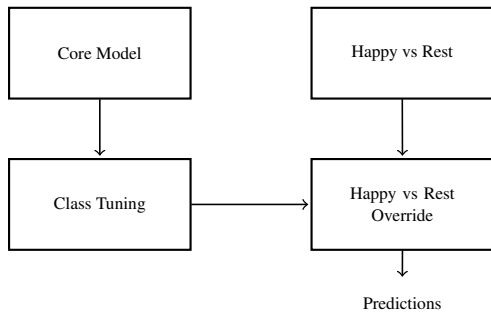 Core Model
Happy vs Rest
Class Tuning
Happy vs Rest
Override
Predictions